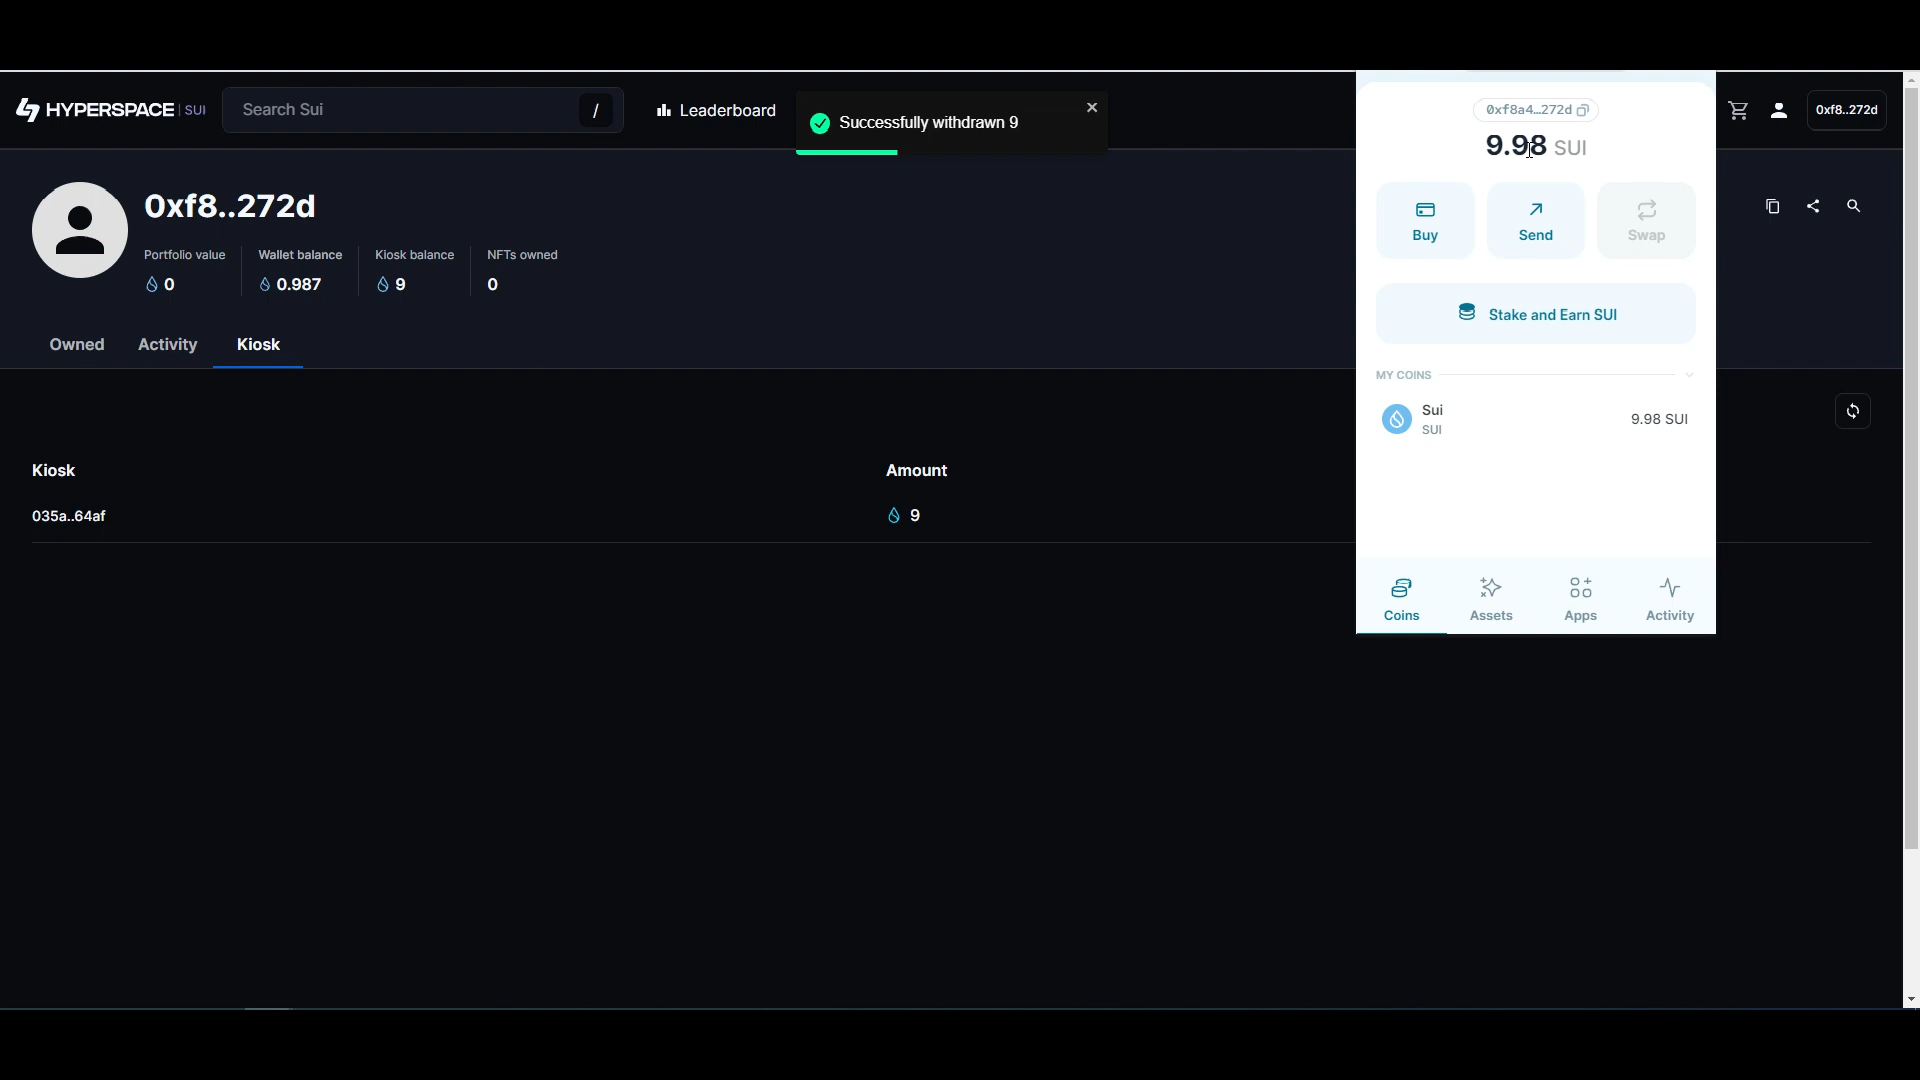 HYPERSPACE | SUI
Search Sui
/
Leaderboard
Successfully withdrawn 9
0xf8..272d
0xf8..272d
Portfolio value
Wallet balance
Kiosk balance
NFTs owned
0
0.987
9
0
Owned
Activity
Kiosk
Kiosk
Amount
035a..64af
9
0xf8a4...272d
9.98 SUI
Buy
Send
Swap
Stake and Earn SUI
MY COINS
Sui
SUI
9.98 SUI
Coins
Assets
Apps
Activity